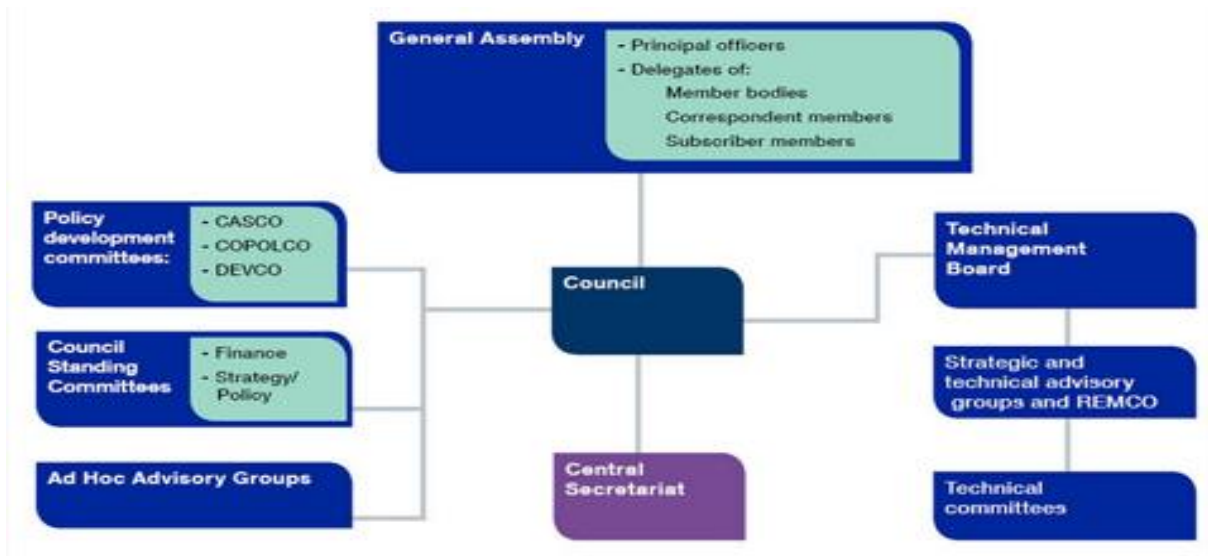 General Assembly
- Principal officers
- Delegates of:
Member bodies
Correspondent members
Subscriber members
Policy
development
committees:
- CASCO
- COPOLCO
- DEVCO
Council
Standing
Committees
- Finance
- Strategy/
Policy
Ad Hoc Advisory Groups
Council
Central
Secretariat
Technical
Management
Board
Strategic and
technical advisory
groups and REMCO
Technical
committees